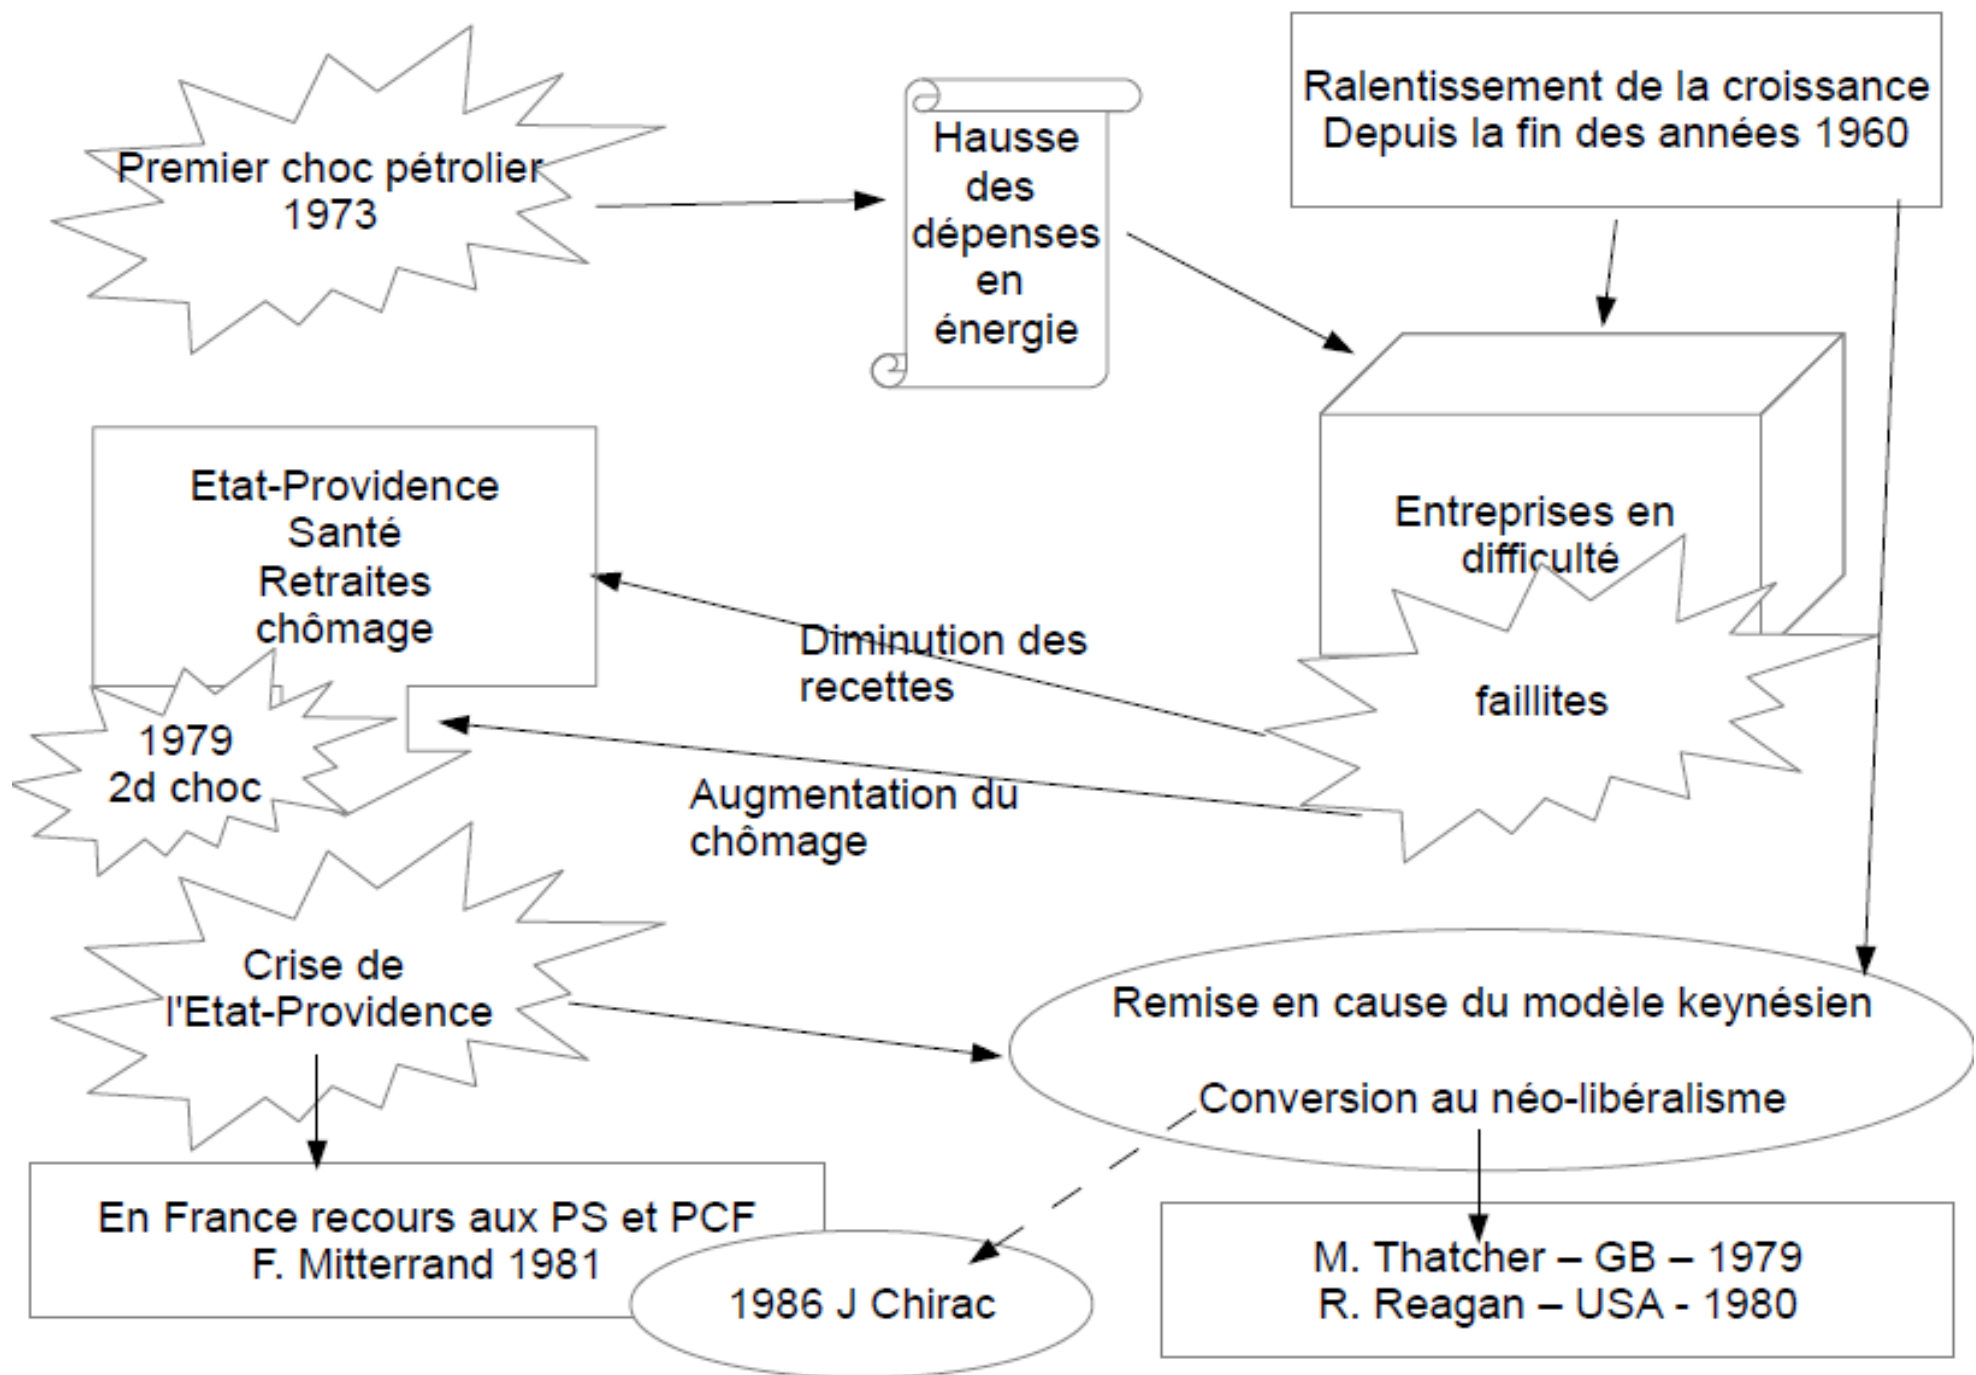 Premier choc pétrolier
1973
Hausse
des
dépenses
en
énergie
Ralentissement de la croissance
Depuis la fin des années 1960
Etat-Providence
Santé
Retraites
chômage
Entreprises en
difficulté
faillites
Diminution des
recettes
1979
2d choc
Augmentation du
chômage
Crise de
l'Etat-Providence
Remise en cause du modèle keynésien
Conversion au néo-libéralisme
En France recours aux PS et PCF
F. Mitterrand 1981
1986 J Chirac
M. Thatcher – GB – 1979
R. Reagan – USA - 1980